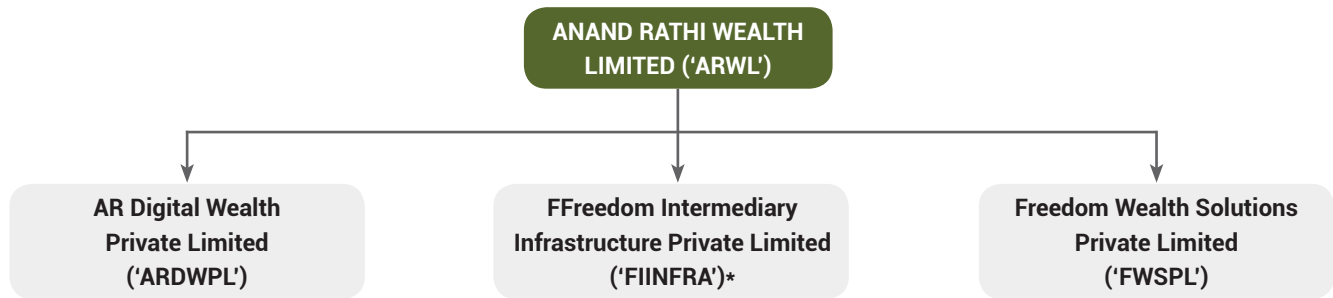 ANAND RATHI WEALTH
LIMITED (‘ARWL’)
AR Digital Wealth
Private Limited
(‘ARDWPL’)
FFreedom Intermediary
Infrastructure Private Limited
(‘FIINFRA’)*
Freedom Wealth Solutions
Private Limited
(‘FWSPL’)